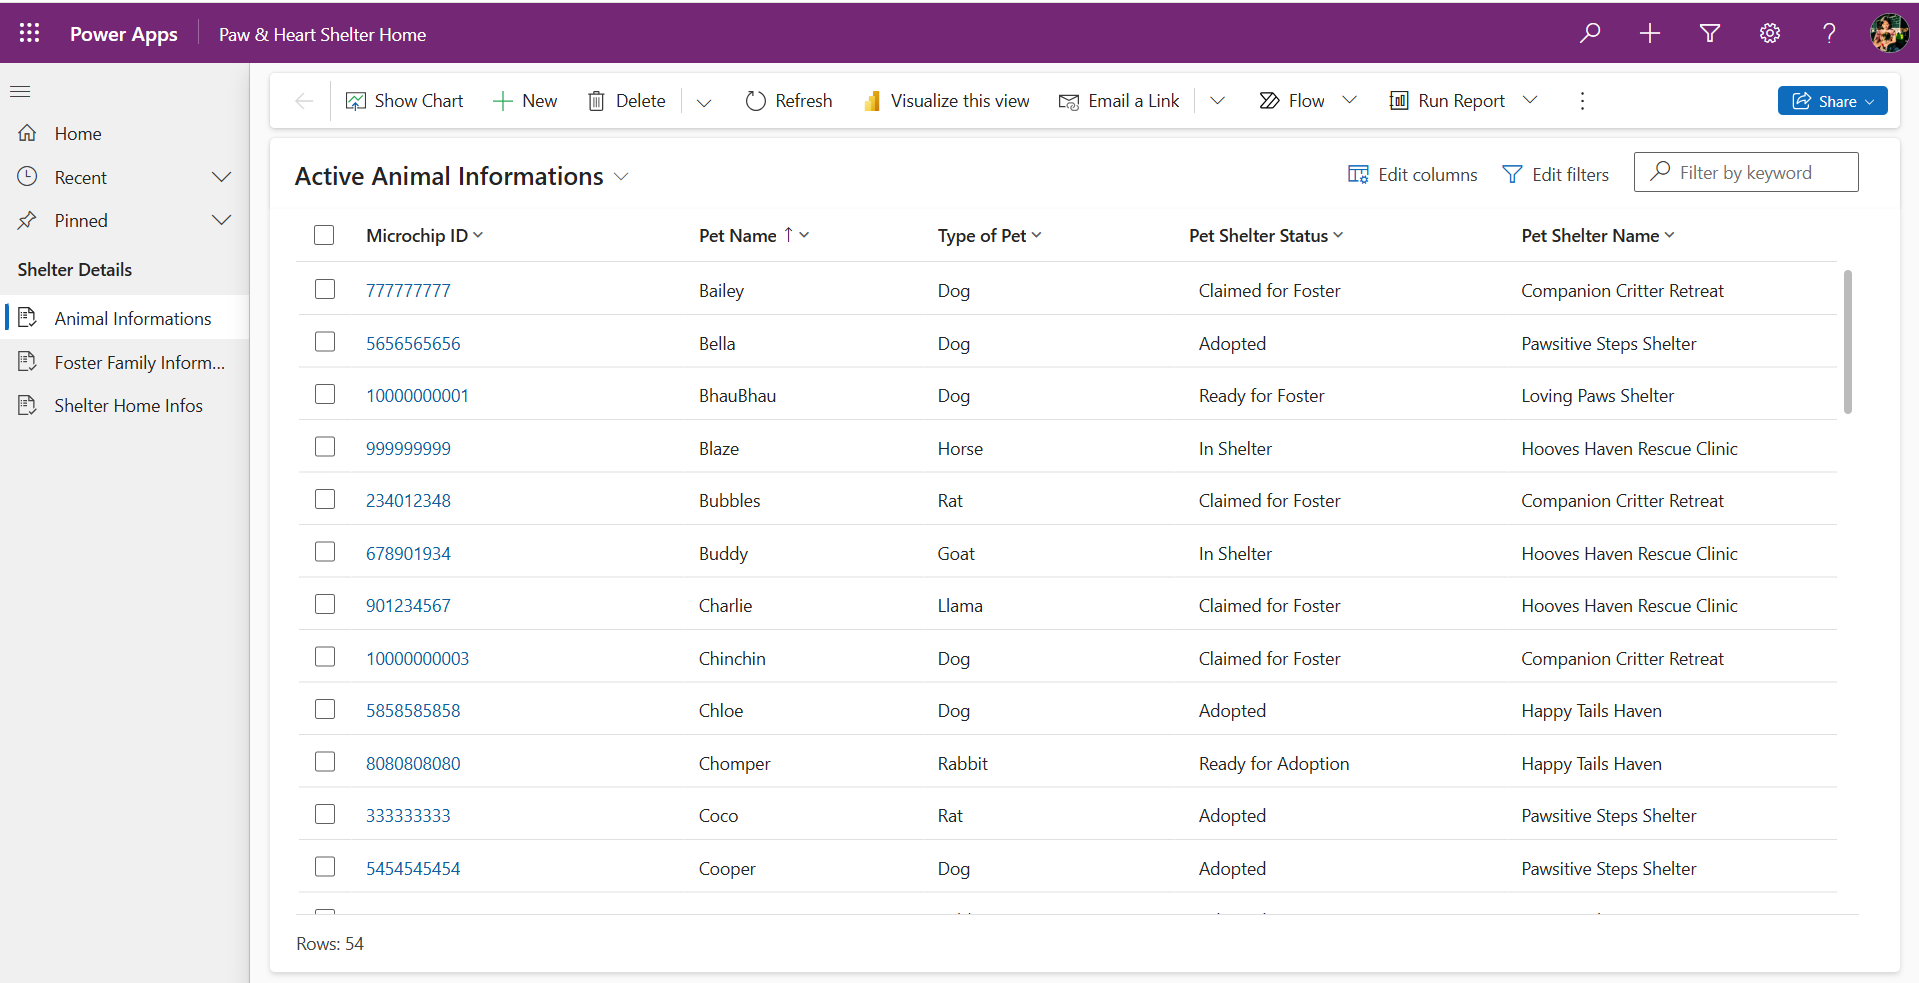 Power Apps Paw & Heart Shelter Home ?
Show Chart New Delete Refresh Visualize this view Email a Link Flow Run Report Share
Home
Recent
Pinned
Shelter Details
Animal Informations
Foster Family Inform...
Shelter Home Infos
Active Animal Informations Edit columns Edit filters Filter by keyword
Microchip ID Pet Name ↑ Type of Pet Pet Shelter Status Pet Shelter Name
777777777 Bailey Dog Claimed for Foster Companion Critter Retreat
5656565656 Bella Dog Adopted Pawsitive Steps Shelter
10000000001 BhauBhau Dog Ready for Foster Loving Paws Shelter
999999999 Blaze Horse In Shelter Hooves Haven Rescue Clinic
234012348 Bubbles Rat Claimed for Foster Companion Critter Retreat
678901934 Buddy Goat In Shelter Hooves Haven Rescue Clinic
901234567 Charlie Llama Claimed for Foster Hooves Haven Rescue Clinic
10000000003 Chinchin Dog Claimed for Foster Companion Critter Retreat
5858585858 Chloe Dog Adopted Happy Tails Haven
8080808080 Chomper Rabbit Ready for Adoption Happy Tails Haven
333333333 Coco Rat Adopted Pawsitive Steps Shelter
5454545454 Cooper Dog Adopted Pawsitive Steps Shelter
Rows: 54